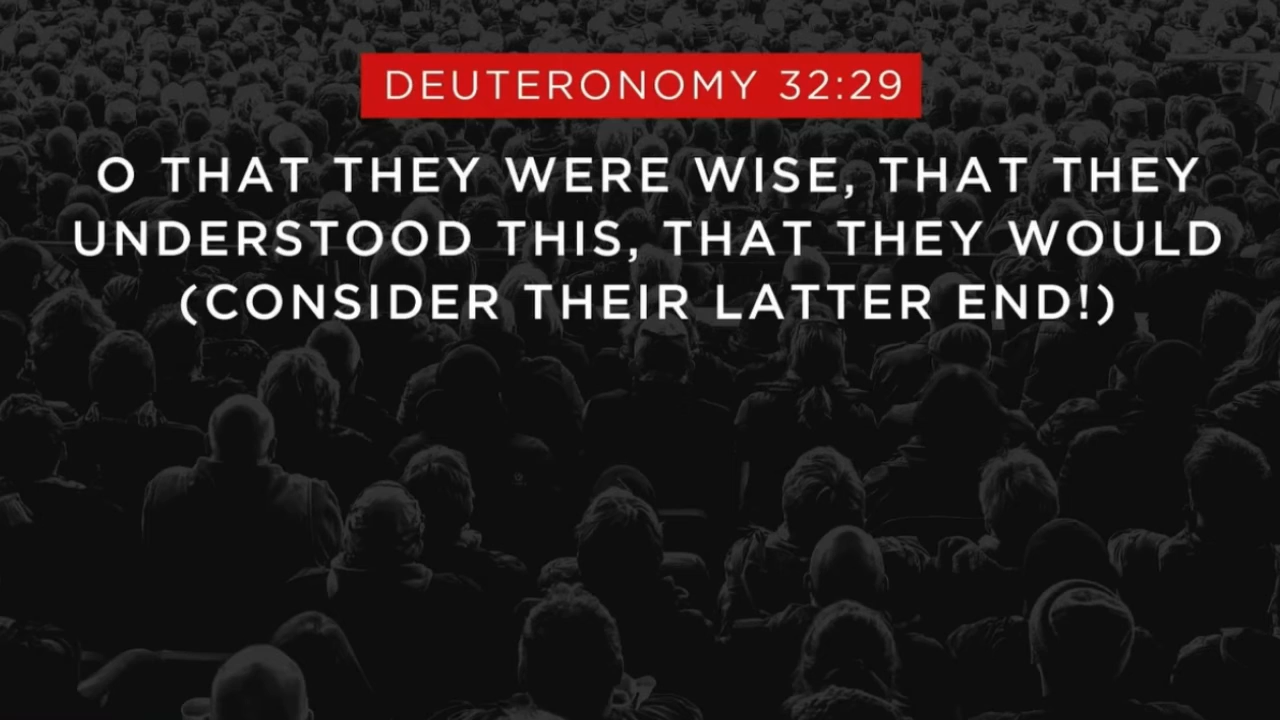 DEUTERONOMY 32:29
O THAT THEY WERE WISE, THAT THEY
UNDERSTOOD THIS, THAT THEY WOULD
(CONSIDER THEIR LATTER END!)